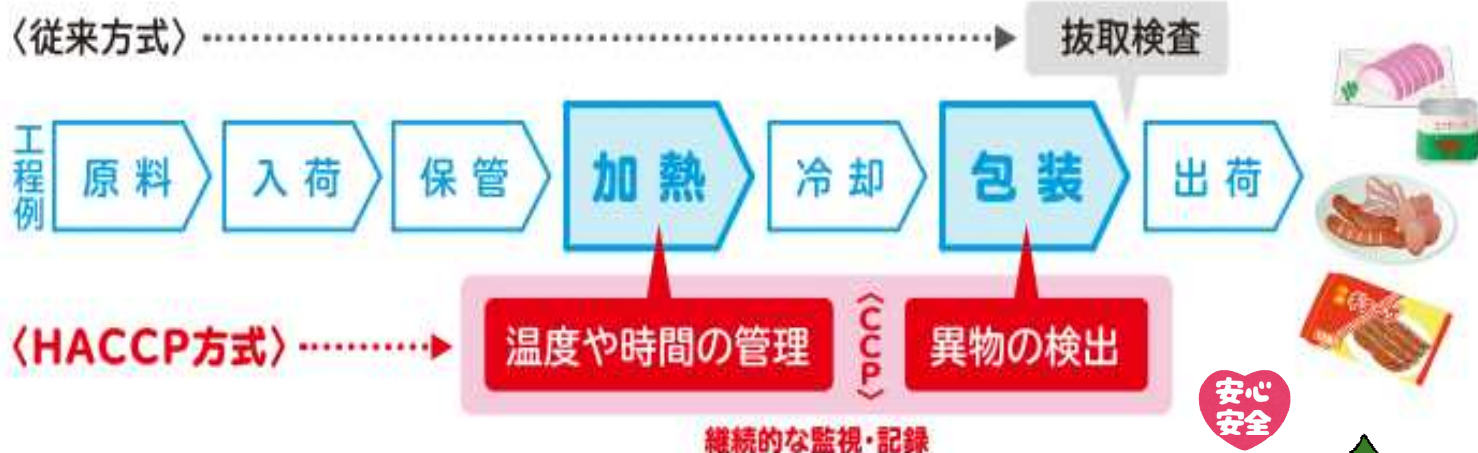 〈従来方式〉
抜取検査
工程例
原料
入荷
保管
加熱
冷却
包装
出荷
〈HACCP方式〉
温度や時間の管理
〈CCP〉
異物の検出
継続的な監視・記録
安心
安全